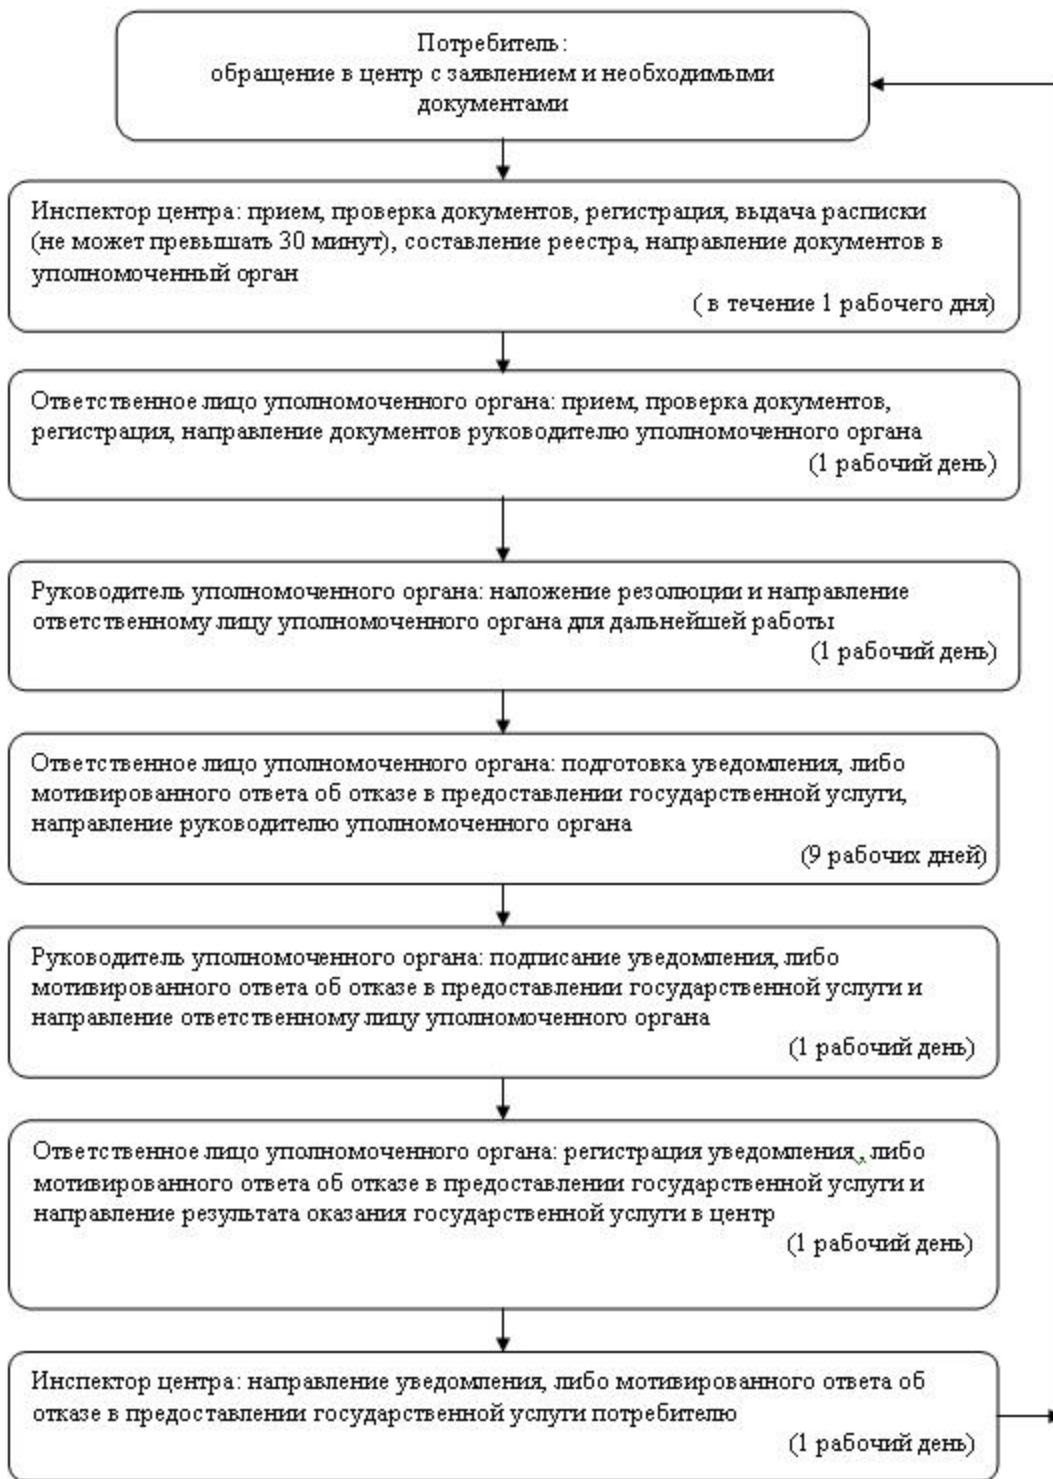 Потребитель:
обращение в центр с заявлением и необходимыми
документами
Инспектор центра: прием, проверка документов, регистрация, выдача расписки
(не может превышать 30 минут), составление реестра, направление документов в
уполномоченный орган
( в течение 1 рабочего дня)
Ответственное лицо уполномоченного органа: прием, проверка документов,
регистрация, направление документов руководителю уполномоченного органа
(1 рабочий день)
Руководитель уполномоченного органа: наложение резолюции и направление
ответственному лицу уполномоченного органа для дальнейшей работы
(1 рабочий день)
Ответственное лицо уполномоченного органа: подготовка уведомления, либо
мотивированного ответа об отказе в предоставлении государственной услуги,
направление руководителю уполномоченного органа
(9 рабочих дней)
Руководитель уполномоченного органа: подписание уведомления, либо
мотивированного ответа об отказе в предоставлении государственной услуги и
направление ответственному лицу уполномоченного органа
(1 рабочий день)
Ответственное лицо уполномоченного органа: регистрация уведомления , либо
мотивированного ответа об отказе в предоставлении государственной услуги и
направление результата оказания государственной услуги в центр
(1 рабочий день)
Инспектор центра: направление уведомления, либо мотивированного ответа об
отказе в предоставлении государственной услуги потребителю
(1 рабочий день)